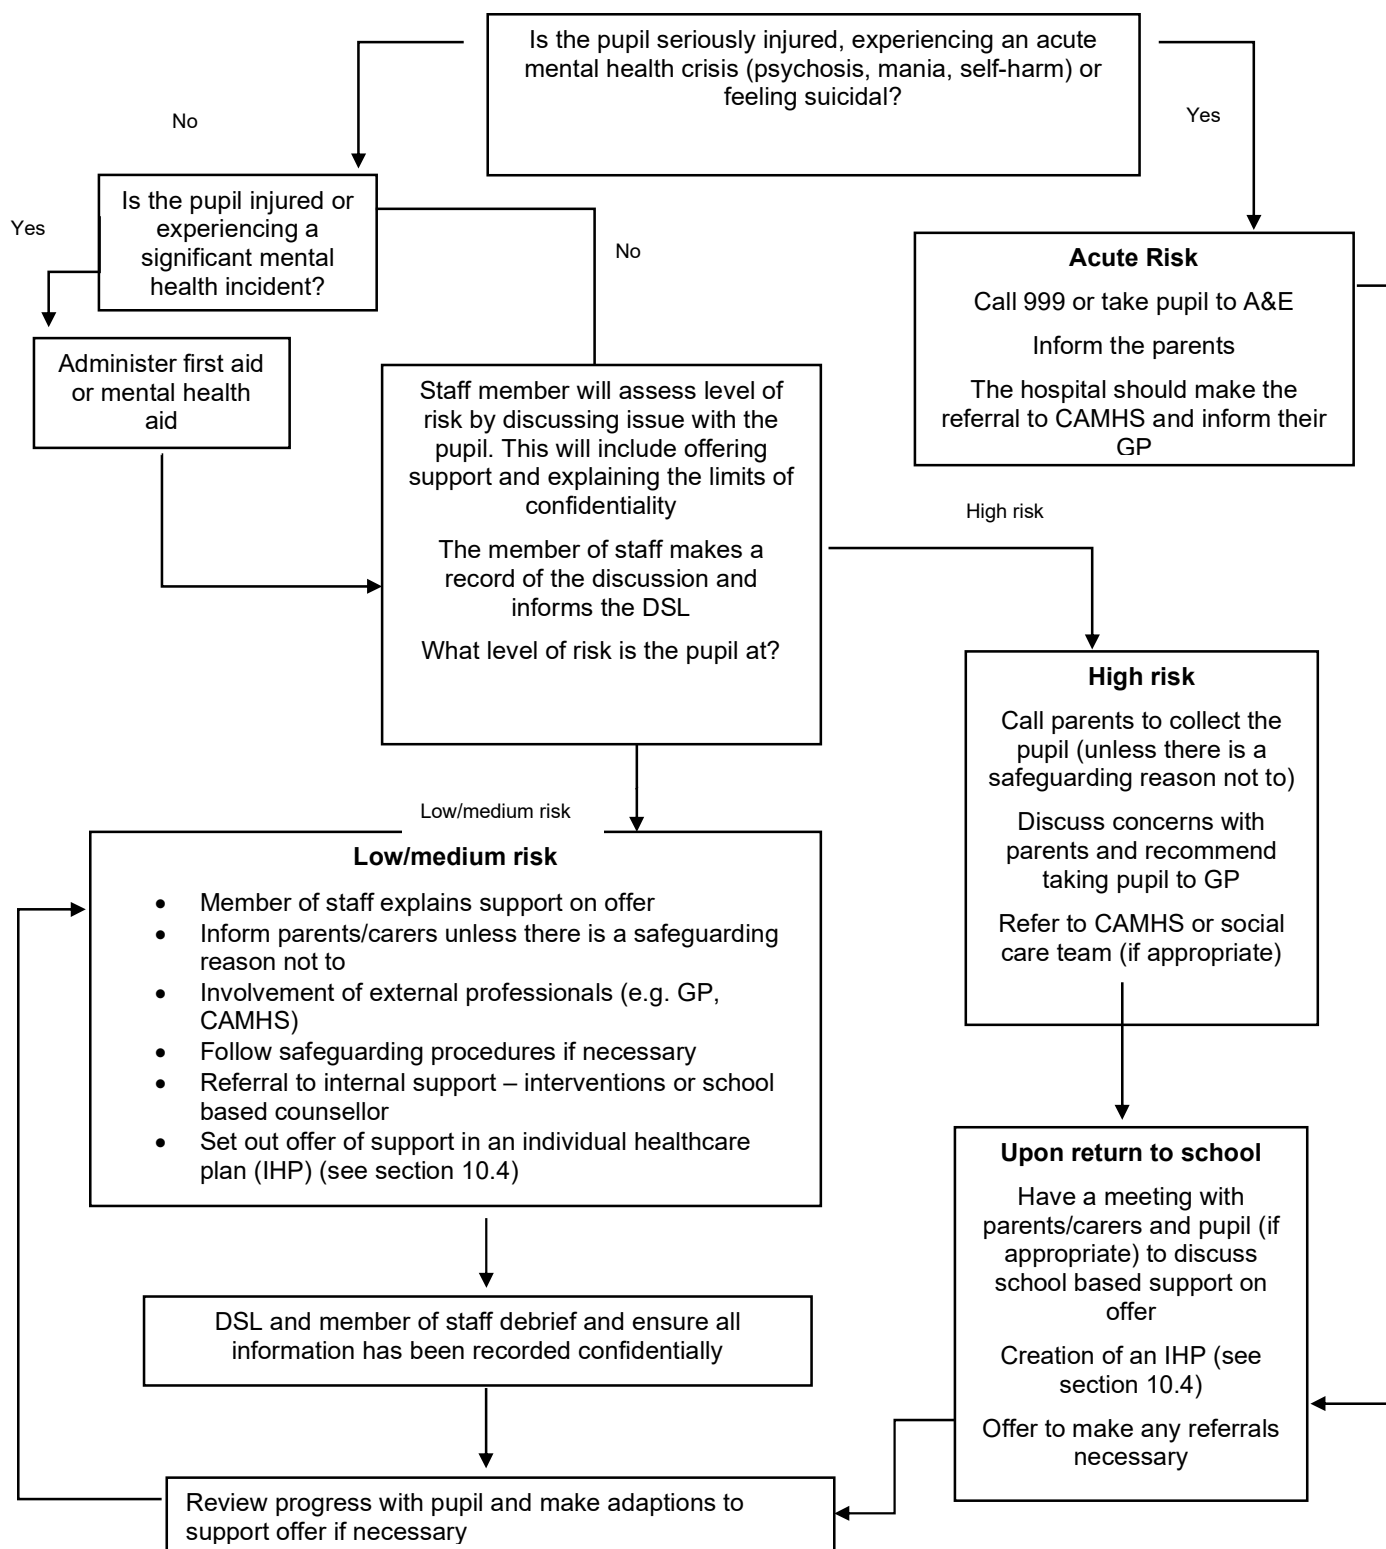 Is the pupil seriously injured, experiencing an acute
mental health crisis (psychosis, mania, self-harm) or
feeling suicidal?
No
Yes
Is the pupil injured or
experiencing a
significant mental
health incident?
Yes
No
Acute Risk
Call 999 or take pupil to A&E
Inform the parents
The hospital should make the
referral to CAMHS and inform their
GP
Administer first aid
or mental health
aid
Staff member will assess level of
risk by discussing issue with the
pupil. This will include offering
support and explaining the limits of
confidentiality
The member of staff makes a
record of the discussion and
informs the DSL
What level of risk is the pupil at?
High risk
High risk
Call parents to collect the
pupil (unless there is a
safeguarding reason not to)
Discuss concerns with
parents and recommend
taking pupil to GP
Refer to CAMHS or social
care team (if appropriate)
Low/medium risk
Low/medium risk
• Member of staff explains support on offer
• Inform parents/carers unless there is a safeguarding
reason not to
• Involvement of external professionals (e.g. GP,
CAMHS)
• Follow safeguarding procedures if necessary
• Referral to internal support – interventions or school
based counsellor
• Set out offer of support in an individual healthcare
plan (IHP) (see section 10.4)
Upon return to school
Have a meeting with
parents/carers and pupil (if
appropriate) to discuss
school based support on
offer
Creation of an IHP (see
section 10.4)
Offer to make any referrals
necessary
DSL and member of staff debrief and ensure all
information has been recorded confidentially
Review progress with pupil and make adaptions to
support offer if necessary